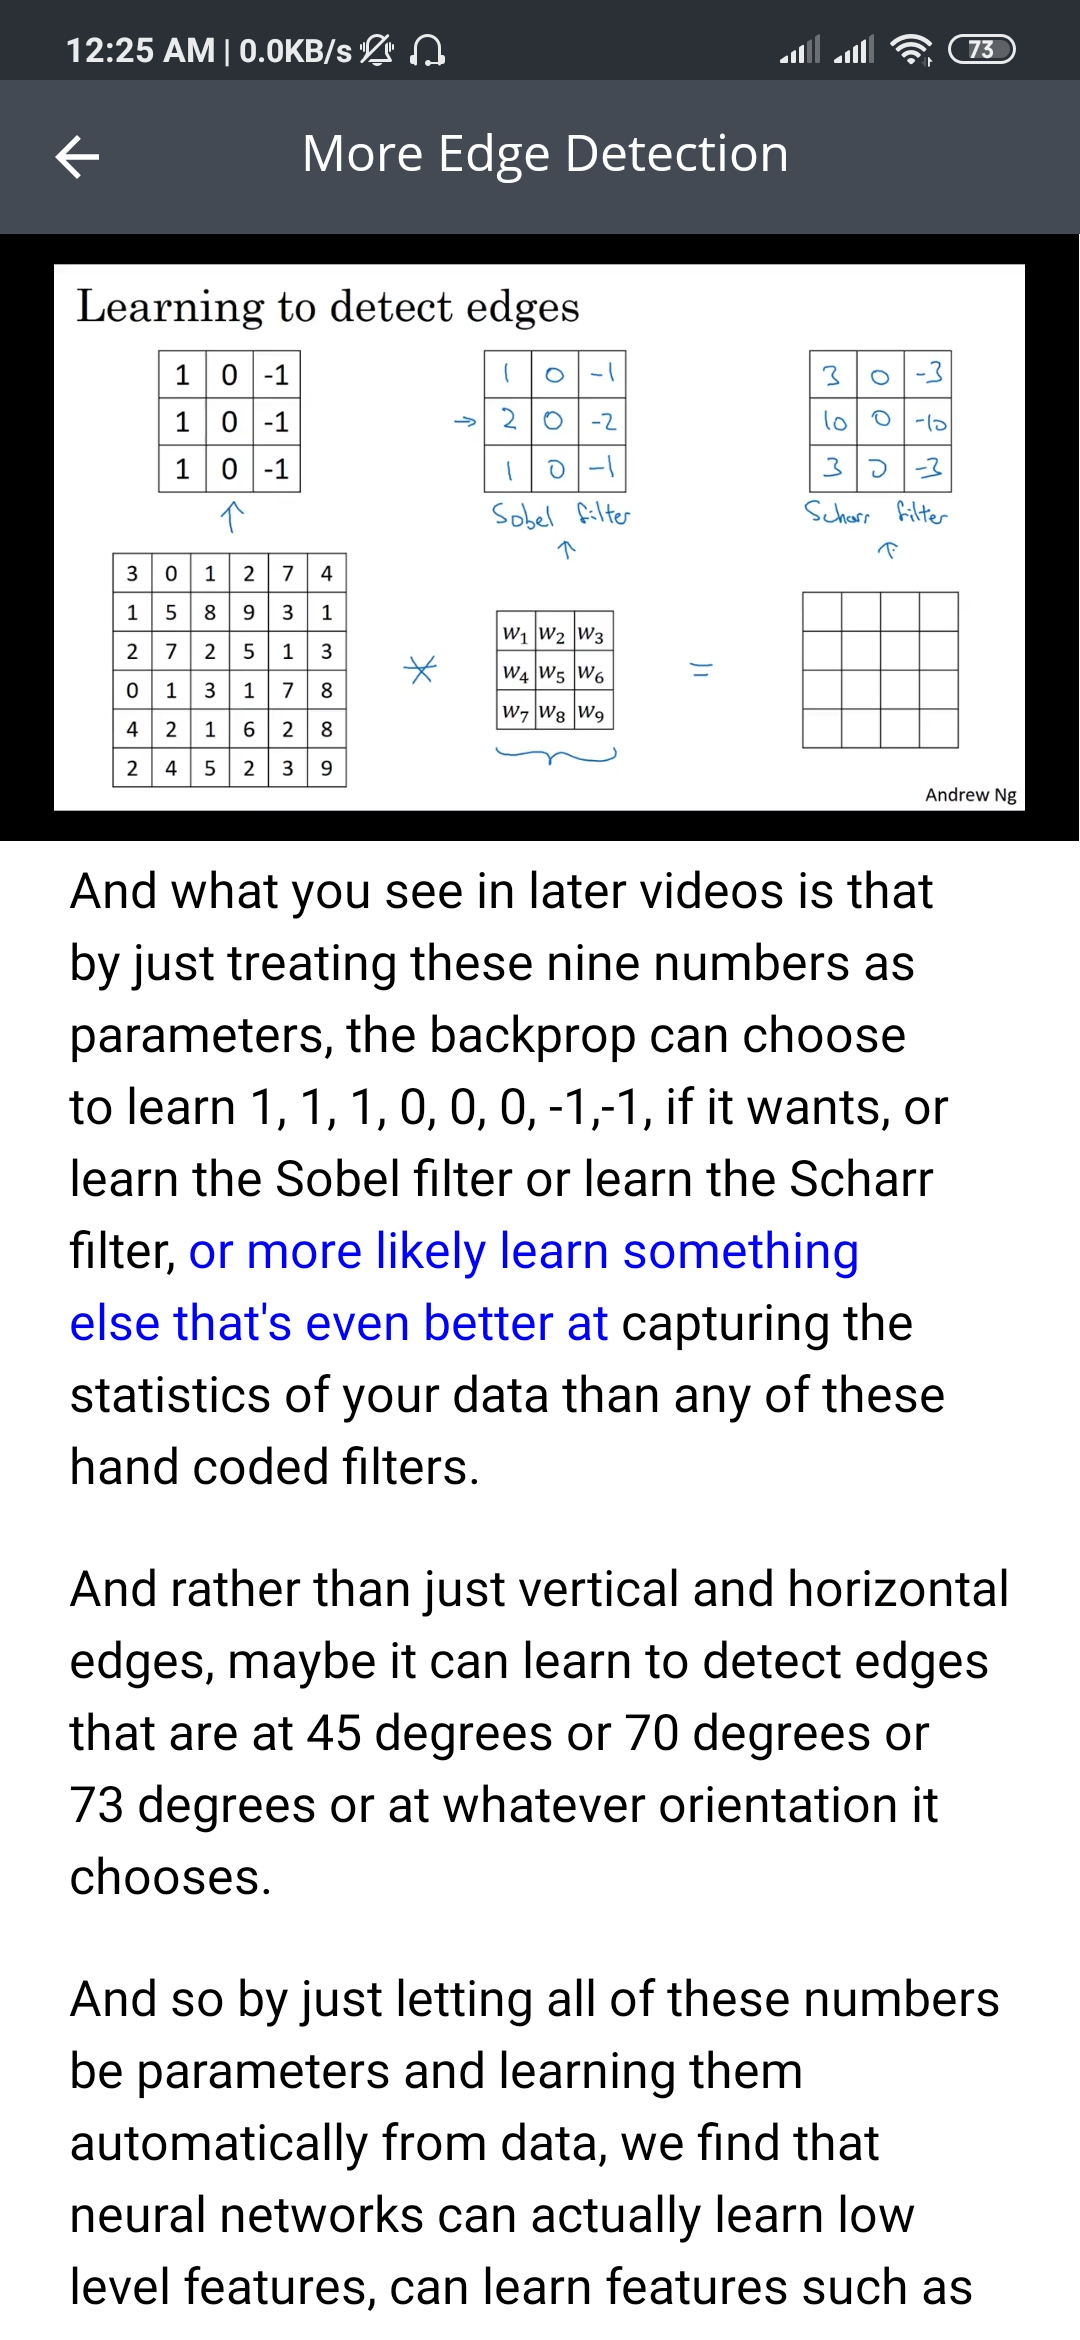 12:25 AM | 0.0KB/s
73
More Edge Detection
Learning to detect edges
1 0 -1
1 0 -1
1 0 -1
1 0 -1
2 0 -2
1 0 -1
Sobel filter
3 0 -3
10 0 -10
3 0 -3
Scharr filter
3 0 1 2 7 4
1 5 8 9 3 1
2 7 2 5 1 3
0 1 3 1 7 8
4 2 1 6 2 8
2 4 5 2 3 9
*
w₁ w₂ w₃
w₄ w₅ w₆
w₇ w₈ w₉
=
Andrew Ng
And what you see in later videos is that
by just treating these nine numbers as
parameters, the backprop can choose
to learn 1, 1, 1, 0, 0, 0, -1,-1, if it wants, or
learn the Sobel filter or learn the Scharr
filter, or more likely learn something
else that's even better at capturing the
statistics of your data than any of these
hand coded filters.
And rather than just vertical and horizontal
edges, maybe it can learn to detect edges
that are at 45 degrees or 70 degrees or
73 degrees or at whatever orientation it
chooses.
And so by just letting all of these numbers
be parameters and learning them
automatically from data, we find that
neural networks can actually learn low
level features, can learn features such as